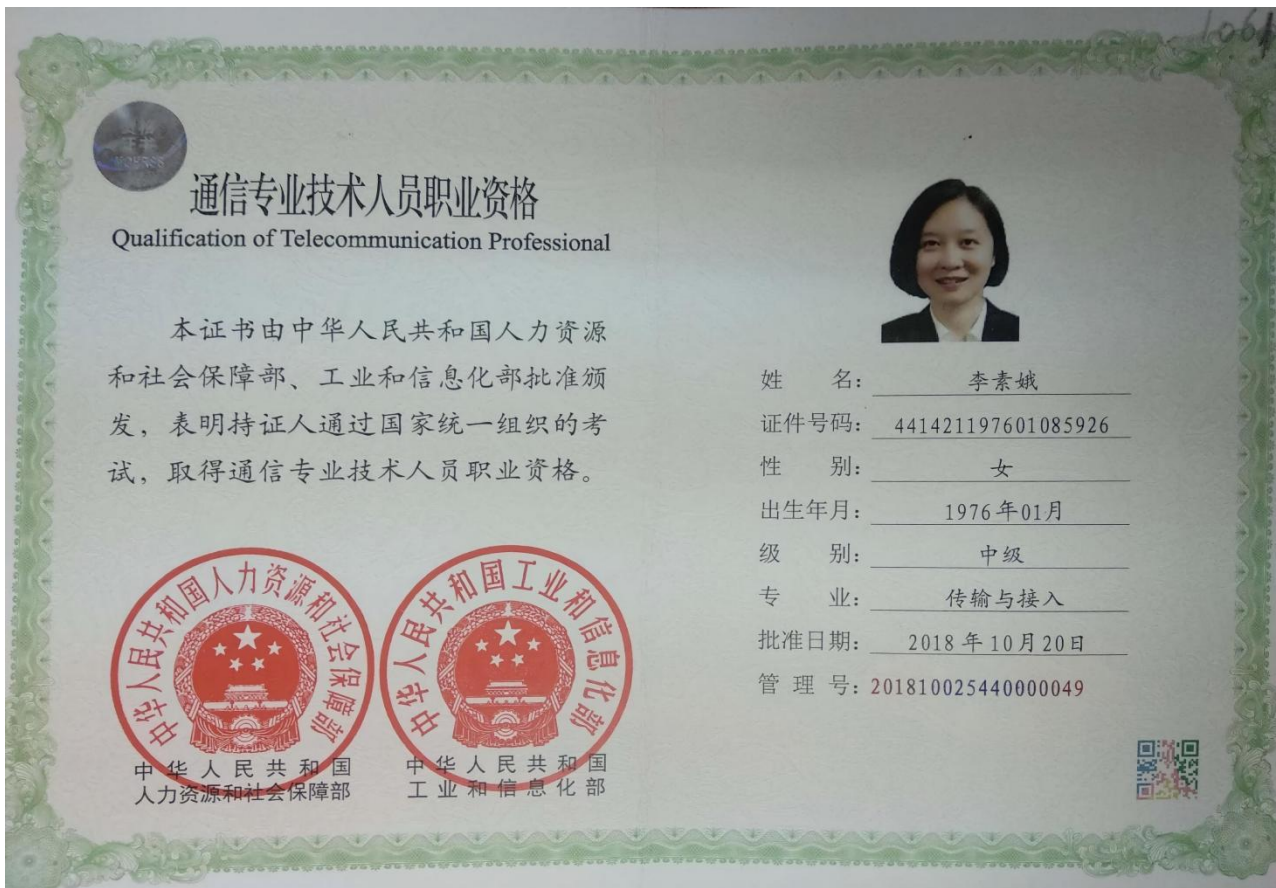 1061
通信专业技术人员职业资格
Qualification of Telecommunication Professional
本证书由中华人民共和国人力资源
和社会保障部、工业和信息化部批准颁
发，表明持证人通过国家统一组织的考
试，取得通信专业技术人员职业资格。
中华人民共和国人力资源和社会保障部
中华人民共和国工业和信息化部
中华人民共和国
人力资源和社会保障部
中华人民共和国
工业和信息化部
姓 名：李素娥
证件号码：441421197601085926
性 别：女
出生年月：1976年01月
级 别：中级
专 业：传输与接入
批准日期：2018年10月20日
管 理 号：201810025440000049